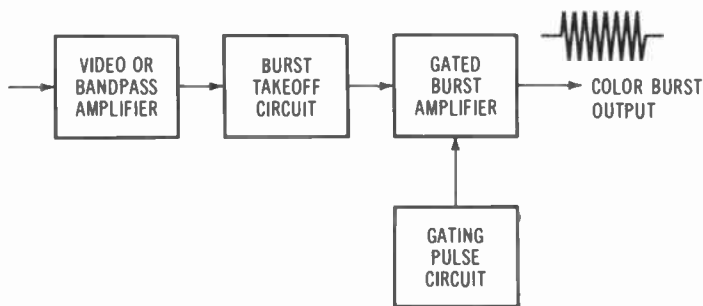 VIDEO OR
BANDPASS
AMPLIFIER
BURST
TAKEOFF
CIRCUIT
GATED
BURST
AMPLIFIER
COLOR BURST
OUTPUT
GATING
PULSE
CIRCUIT